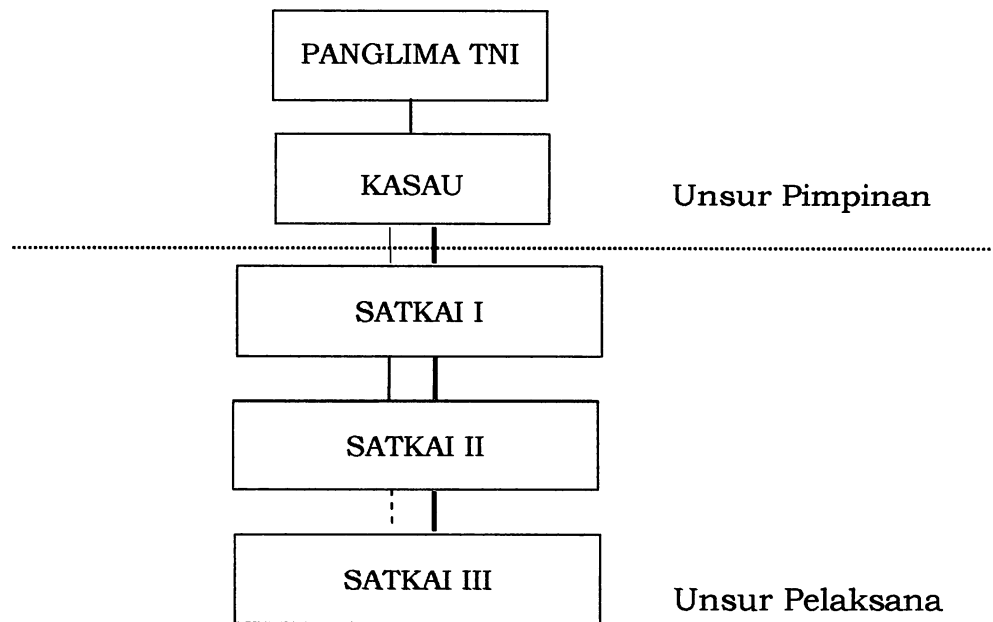 PANGLIMA TNI
KASAU
Unsur Pimpinan
SATKAI I
SATKAI II
SATKAI III
Unsur Pelaksana